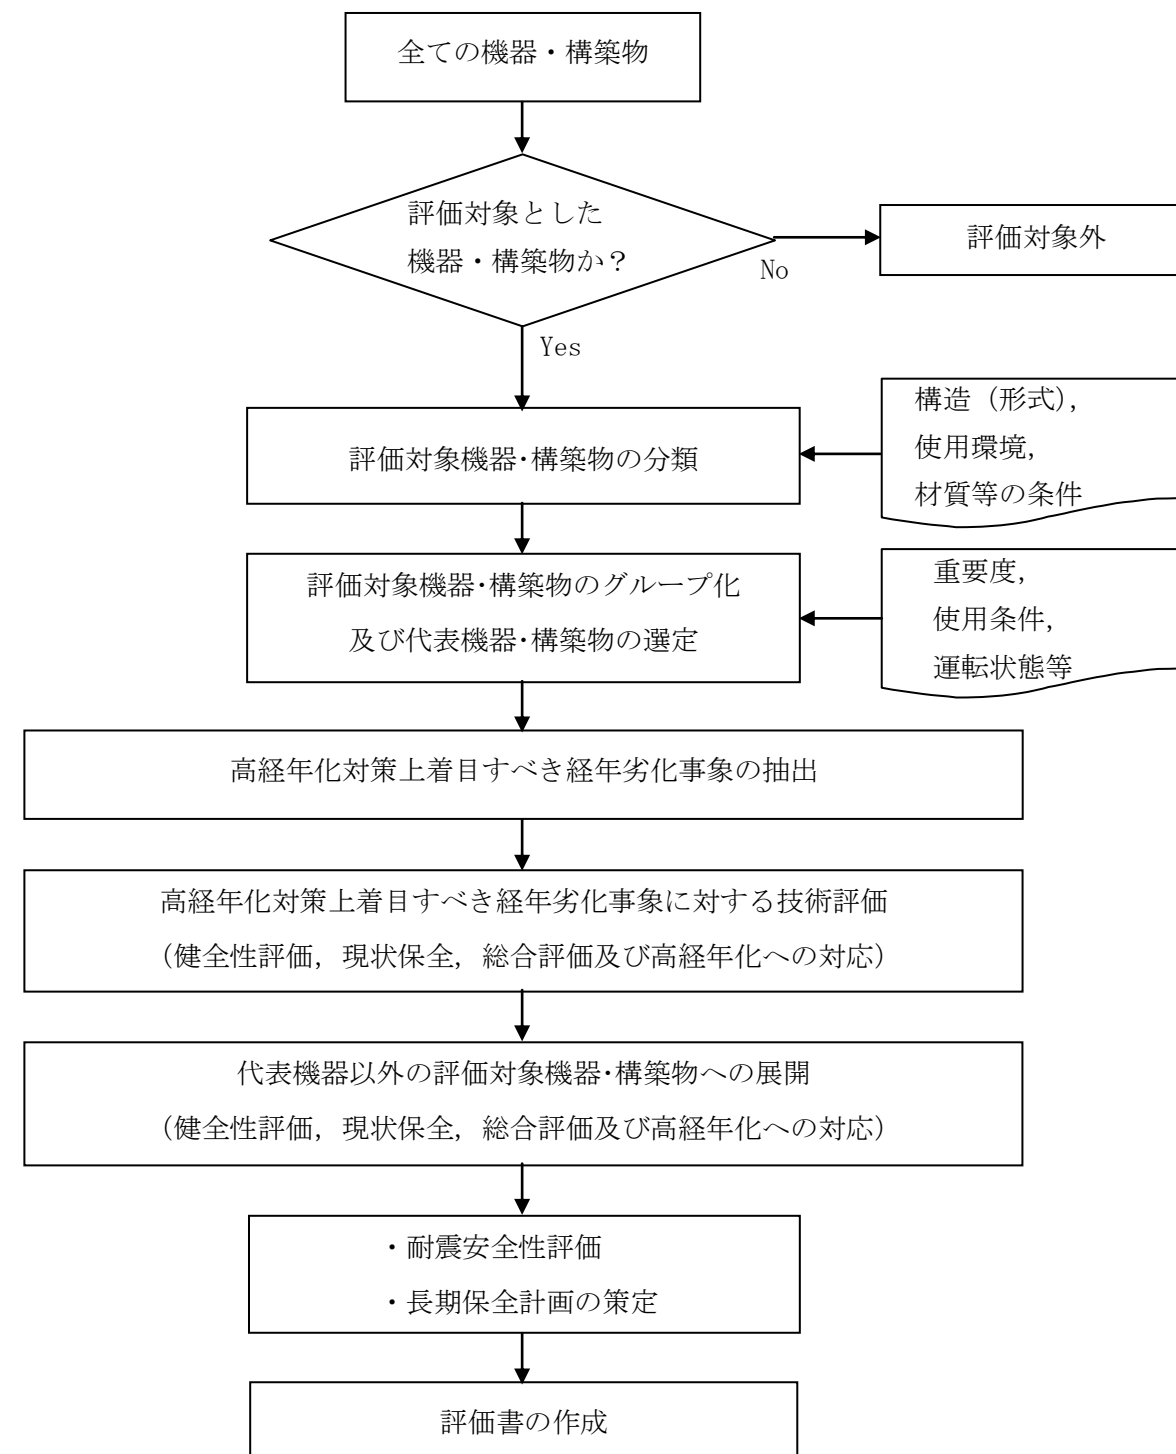 全ての機器・構築物
評価対象とした
機器・構築物か？
No
評価対象外
Yes
構造（形式），
使用環境，
材質等の条件
評価対象機器･構築物の分類
重要度，
使用条件，
運転状態等
評価対象機器･構築物のグループ化
及び代表機器･構築物の選定
高経年化対策上着目すべき経年劣化事象の抽出
高経年化対策上着目すべき経年劣化事象に対する技術評価
（健全性評価，現状保全，総合評価及び高経年化への対応）
代表機器以外の評価対象機器･構築物への展開
（健全性評価，現状保全，総合評価及び高経年化への対応）
・耐震安全性評価
・長期保全計画の策定
評価書の作成